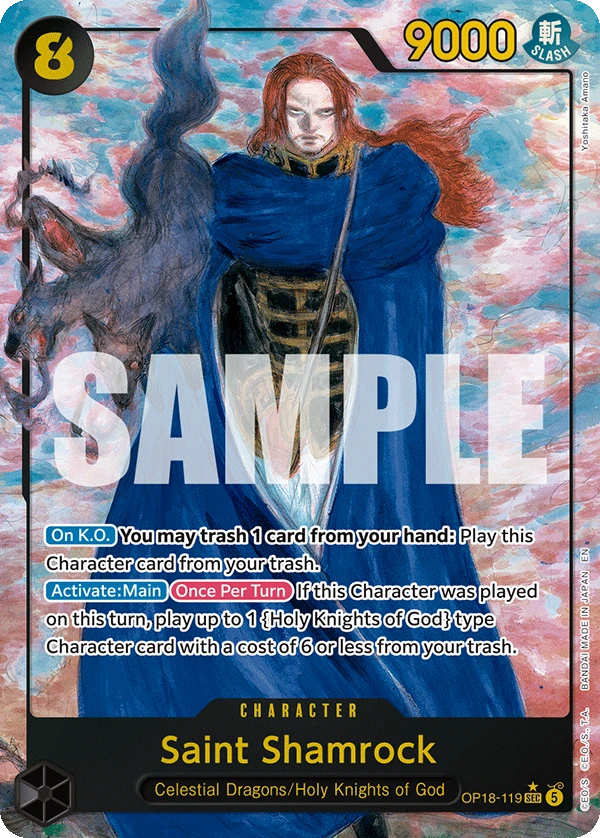 8
9000
斬
SLASH
Yoshitaka Amano
SAMPLE
On K.O. You may trash 1 card from your hand: Play this
Character card from your trash.
Activate:Main Once Per Turn If this Character was played
on this turn, play up to 1 {Holy Knights of God} type
Character card with a cost of 6 or less from your trash.
CHARACTER
Saint Shamrock
Celestial Dragons/Holy Knights of God
OP18-119 ★ SEC 5
©EO/S ©E.O./S., T.A. BANDAI MADE IN JAPAN EN